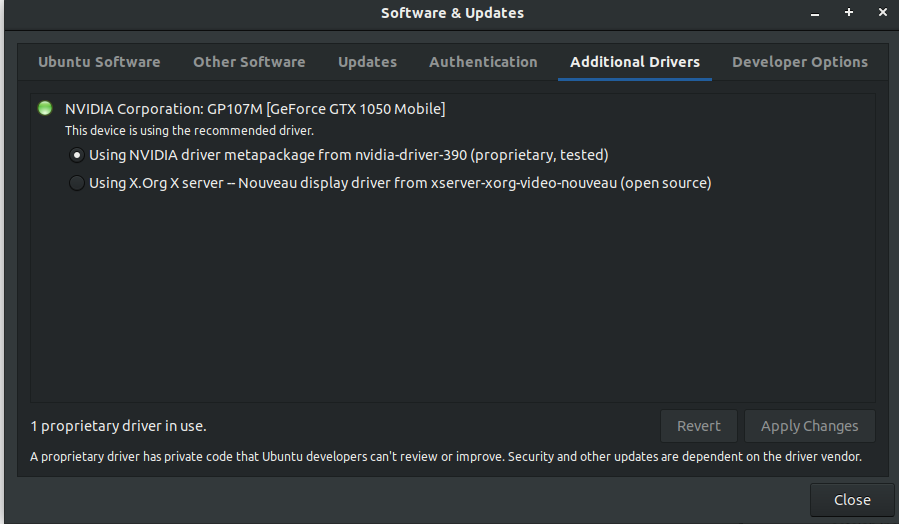 Software & Updates
Ubuntu Software Other Software Updates Authentication Additional Drivers Developer Options
NVIDIA Corporation: GP107M [GeForce GTX 1050 Mobile]
This device is using the recommended driver.
Using NVIDIA driver metapackage from nvidia-driver-390 (proprietary, tested)
Using X.Org X server -- Nouveau display driver from xserver-xorg-video-nouveau (open source)
1 proprietary driver in use.
Revert Apply Changes
A proprietary driver has private code that Ubuntu developers can't review or improve. Security and other updates are dependent on the driver vendor.
Close